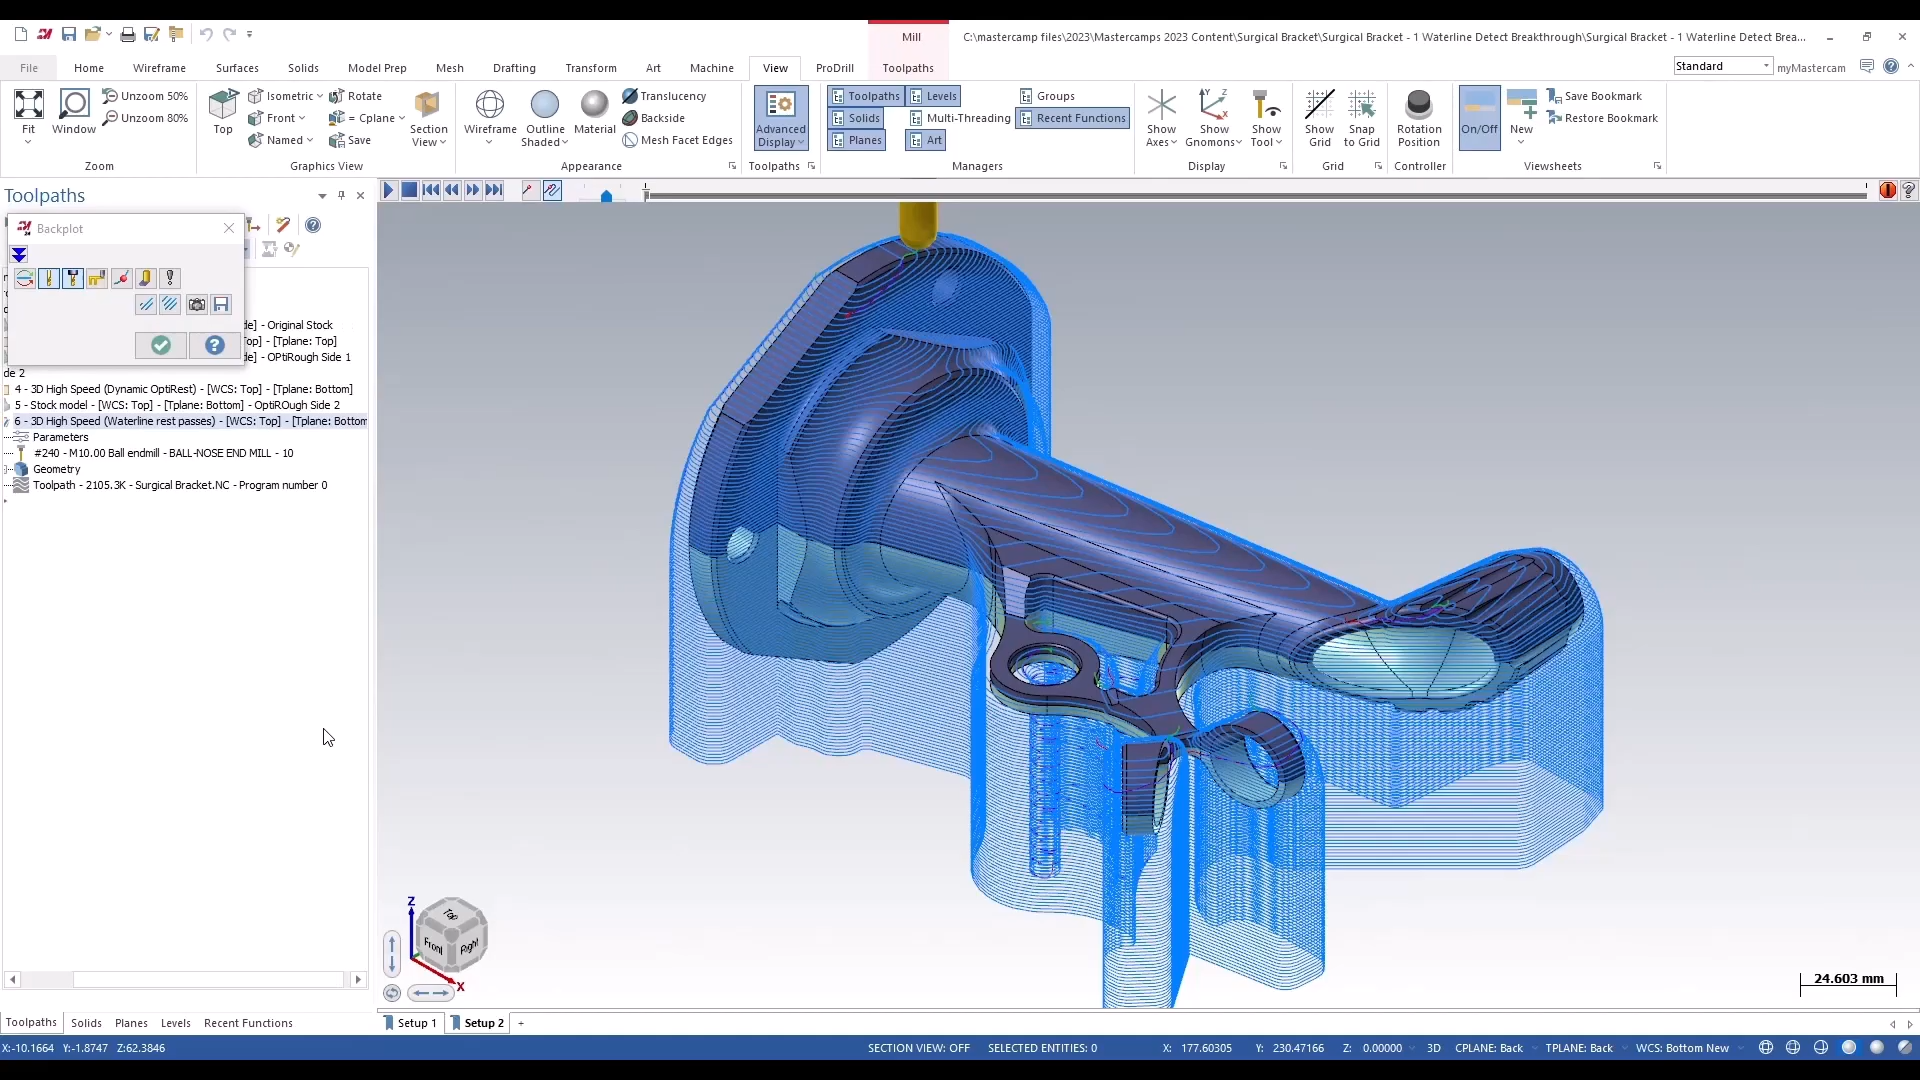 Mill
C:\mastercamp files\2023\Mastercamps 2023 Content\Surgical Bracket\Surgical Bracket - 1 Waterline Detect Breakthrough\Surgical Bracket - 1 Waterline Detect Brea...
File Home Wireframe Surfaces Solids Model Prep Mesh Drafting Transform Art Machine View ProDrill Toolpaths Standard myMastercam
Fit Window Unzoom 50% Unzoom 80%
Zoom
Top Isometric Rotate
Front = Cplane
Named Save
Section View
Graphics View
Wireframe Outline Shaded Material
Translucency
Backside
Mesh Face Edges
Appearance
Advanced Display
Toolpaths
Toolpaths Levels Groups
Solids Multi-Threading Recent Functions
Planes Art
Managers
Show Axes Show Gnomons Show Tool
Display
Show Grid Snap to Grid
Grid
Rotation Position
Controller
On/Off New
Save Bookmark
Restore Bookmark
Viewsheets
Toolpaths
Backplot
de] - Original Stock
Top] - [Tplane: Top]
de] - OPtiRough Side 1
de 2
4 - 3D High Speed (Dynamic OptiRest) - [WCS: Top] - [Tplane: Bottom]
5 - Stock model - [WCS: Top] - [Tplane: Bottom] - OptiROugh Side 2
6 - 3D High Speed (Waterline rest passes) - [WCS: Top] - [Tplane: Bottom
Parameters
#240 - M10.00 Ball endmill - BALL-NOSE END MILL - 10
Geometry
Toolpath - 2105.3K - Surgical Bracket.NC - Program number 0
Z
Top
Front Right
X
24.603 mm
Toolpaths Solids Planes Levels Recent Functions
Setup 1 Setup 2 +
X:-10.1664 Y:-1.8747 Z:62.3846 SECTION VIEW: OFF SELECTED ENTITIES: 0 X: 177.60305 Y: 230.47166 Z: 0.00000 3D CPLANE: Back TPLANE: Back WCS: Bottom New